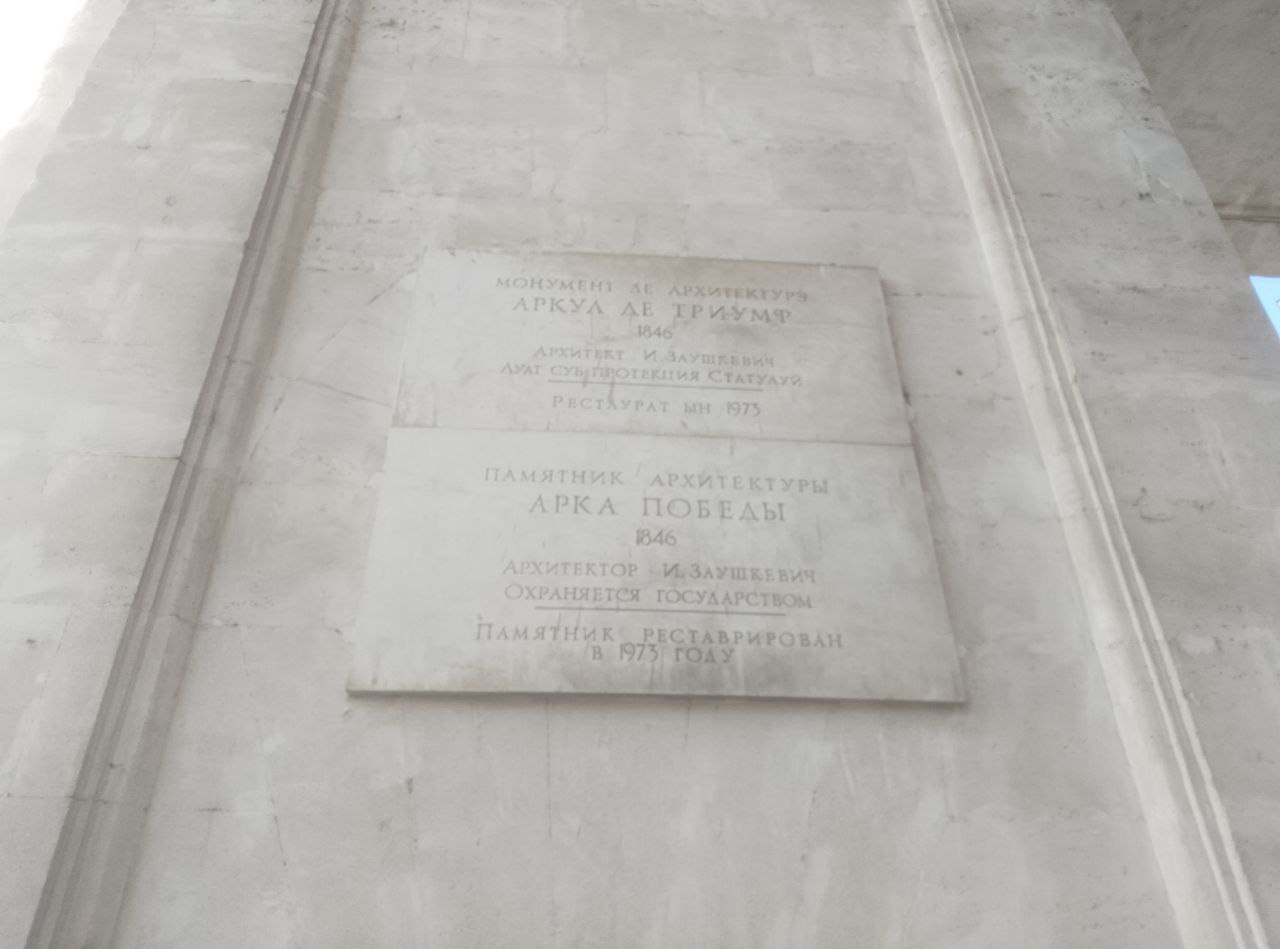 МОНУМЕНТ ДЕ АРХИТЕКТУРЭ
АРКУЛ ДЕ ТРИУМФ
1846
АРХИТЕКТ И. ЗАУШКЕВИЧ
ЛУАТ СУБ ПРОТЕКЦИЯ СТАТУЛУЙ
РЕСТАУРАТ ЫН 1973
ПАМЯТНИК АРХИТЕКТУРЫ
АРКА ПОБЕДЫ
1846
АРХИТЕКТОР И. ЗАУШКЕВИЧ
ОХРАНЯЕТСЯ ГОСУДАРСТВОМ
ПАМЯТНИК РЕСТАВРИРОВАН
В 1973 ГОДУ